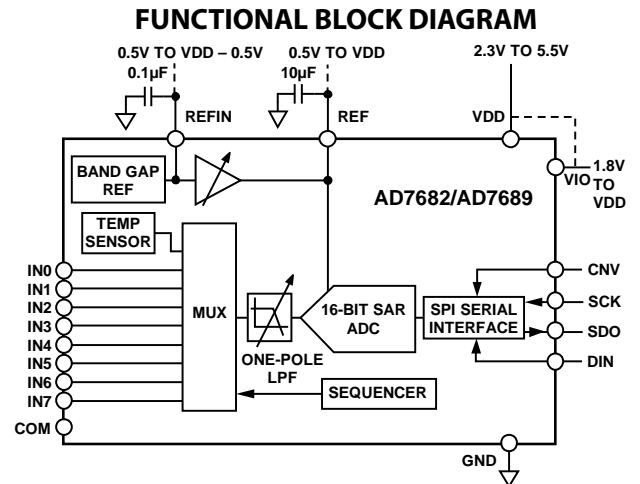 FUNCTIONAL BLOCK DIAGRAM
0.5V TO VDD – 0.5V
0.5V TO VDD
2.3V TO 5.5V
0.1µF
10µF
REFIN
REF
VDD
BAND GAP
REF
VIO
1.8V
TO
VDD
AD7682/AD7689
TEMP
SENSOR
IN0
IN1
IN2
IN3
IN4
IN5
IN6
IN7
COM
MUX
ONE-POLE
LPF
16-BIT SAR
ADC
SPI SERIAL
INTERFACE
CNV
SCK
SDO
DIN
SEQUENCER
GND